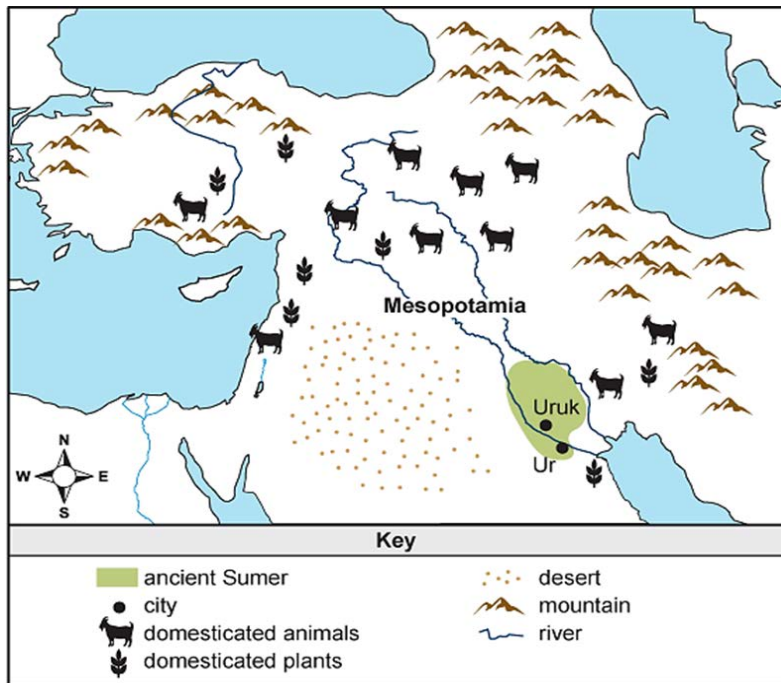 Mesopotamia
Uruk
Ur
N
W E
S
Key
ancient Sumer
city
domesticated animals
domesticated plants
desert
mountain
river